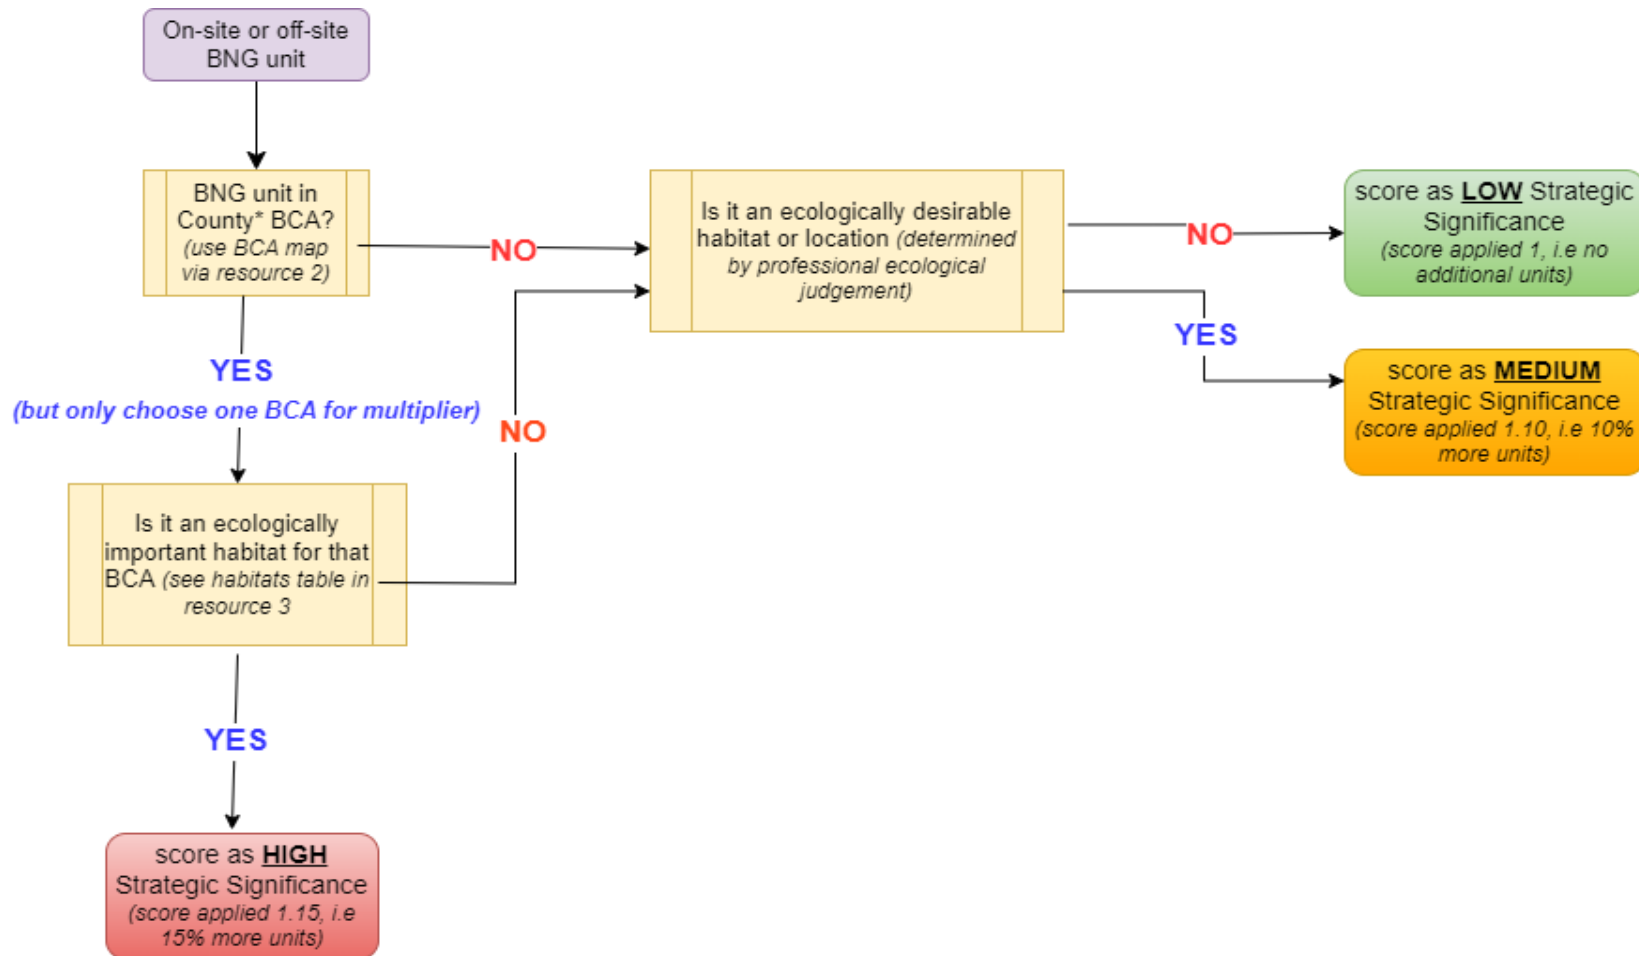 On-site or off-site
BNG unit
BNG unit in
County* BCA?
(use BCA map
via resource 2)
NO
YES
(but only choose one BCA for multiplier)
Is it an ecologically
important habitat for that
BCA (see habitats table in
resource 3
NO
YES
score as HIGH
Strategic Significance
(score applied 1.15, i.e
15% more units)
Is it an ecologically desirable
habitat or location (determined
by professional ecological
judgement)
NO
YES
score as LOW Strategic
Significance
(score applied 1, i.e no
additional units)
score as MEDIUM
Strategic Significance
(score applied 1.10, i.e 10%
more units)